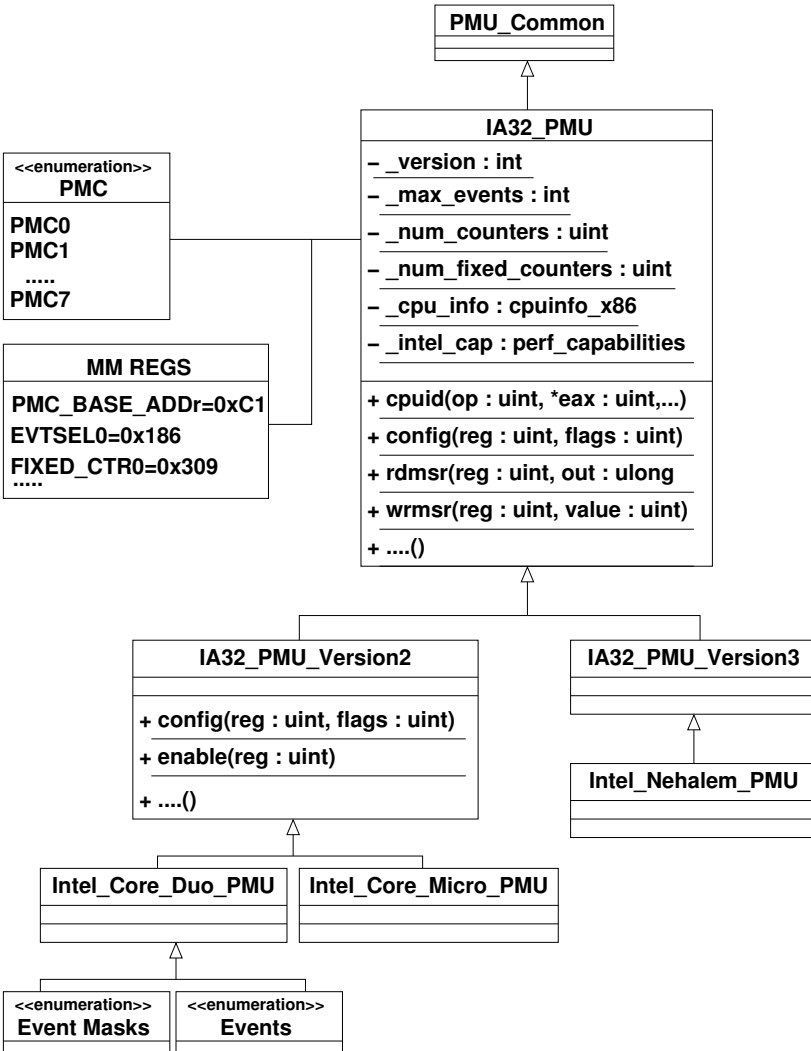 PMU_Common
IA32_PMU
– _version : int
– _max_events : int
– _num_counters : uint
– _num_fixed_counters : uint
– _cpu_info : cpuinfo_x86
– _intel_cap : perf_capabilities
+ cpuid(op : uint, *eax : uint,...)
+ config(reg : uint, flags : uint)
+ rdmsr(reg : uint, out : ulong
+ wrmsr(reg : uint, value : uint)
+ ....()
<<enumeration>>
PMC
PMC0
PMC1
.....
PMC7
MM REGS
PMC_BASE_ADDr=0xC1
EVTSEL0=0x186
FIXED_CTR0=0x309
.....
IA32_PMU_Version2
+ config(reg : uint, flags : uint)
+ enable(reg : uint)
+ ....()
IA32_PMU_Version3
Intel_Nehalem_PMU
Intel_Core_Duo_PMU
Intel_Core_Micro_PMU
<<enumeration>>
Event Masks
<<enumeration>>
Events